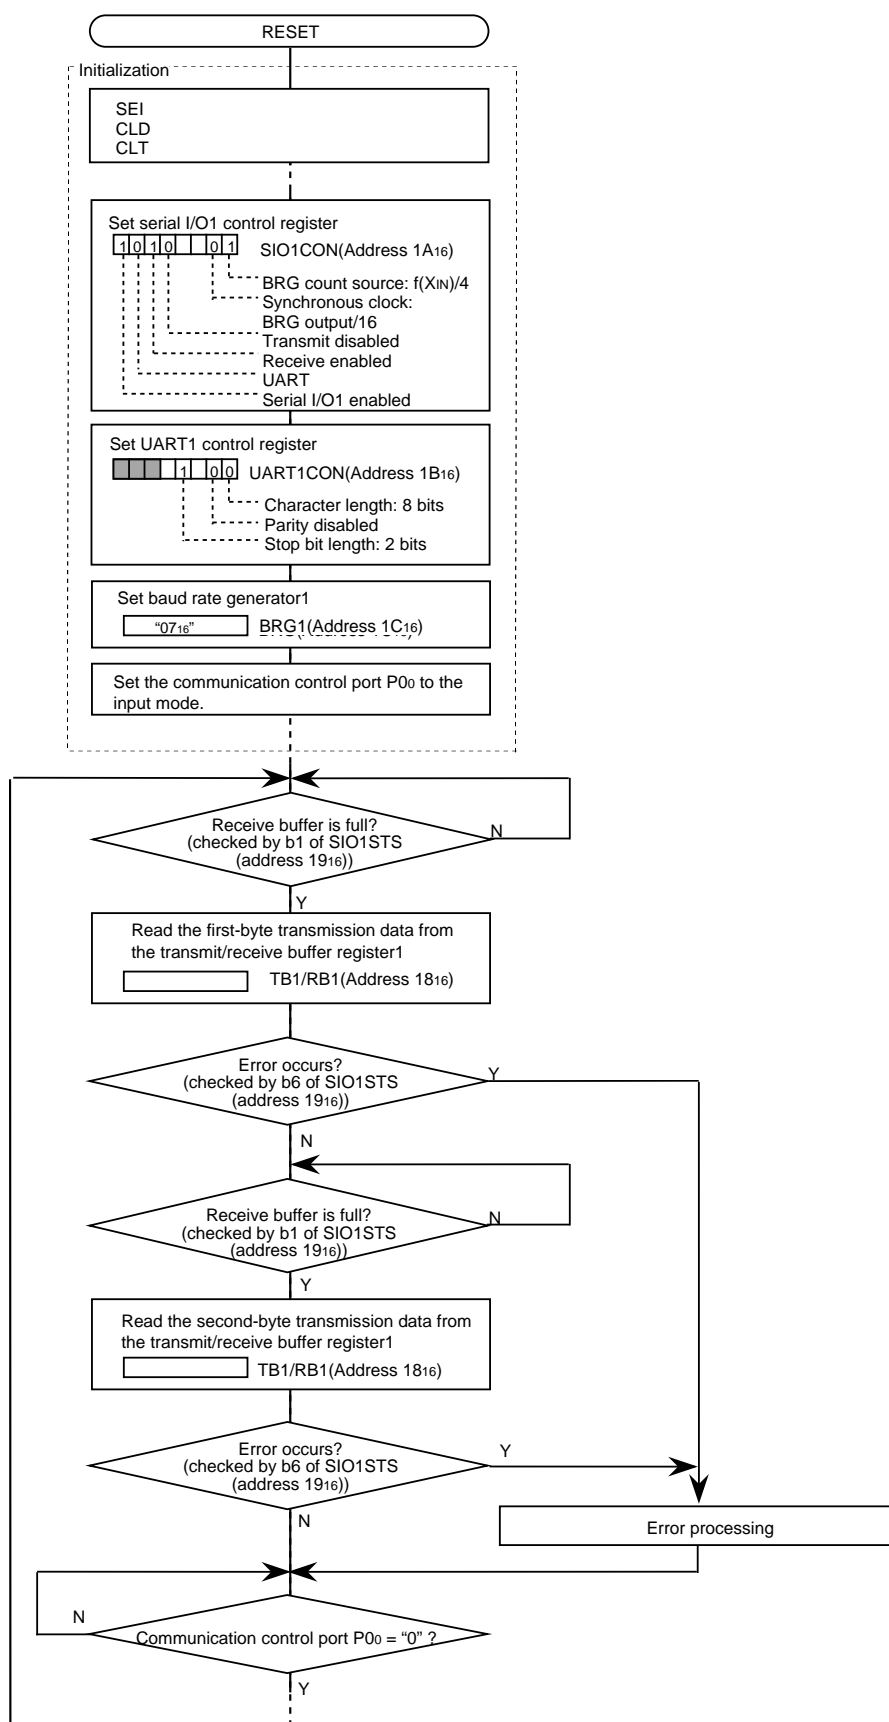 RESET
Initialization
SEI
CLD
CLT
Set serial I/O1 control register
1 0 1 0 0 1 SIO1CON(Address 1A16)
BRG count source: f(XIN)/4
Synchronous clock:
BRG output/16
Transmit disabled
Receive enabled
UART
Serial I/O1 enabled
Set UART1 control register
1 0 0 UART1CON(Address 1B16)
Character length: 8 bits
Parity disabled
Stop bit length: 2 bits
Set baud rate generator1
“0716” BRG1(Address 1C16)
Set the communication control port P00 to the
input mode.
Receive buffer is full?
(checked by b1 of SIO1STS
(address 1916))
N
Y
Read the first-byte transmission data from
the transmit/receive buffer register1
TB1/RB1(Address 1816)
Error occurs?
(checked by b6 of SIO1STS
(address 1916))
Y
N
Receive buffer is full?
(checked by b1 of SIO1STS
(address 1916))
N
Y
Read the second-byte transmission data from
the transmit/receive buffer register1
TB1/RB1(Address 1816)
Error occurs?
(checked by b6 of SIO1STS
(address 1916))
Y
N
Error processing
N
Communication control port P00 = “0” ?
Y